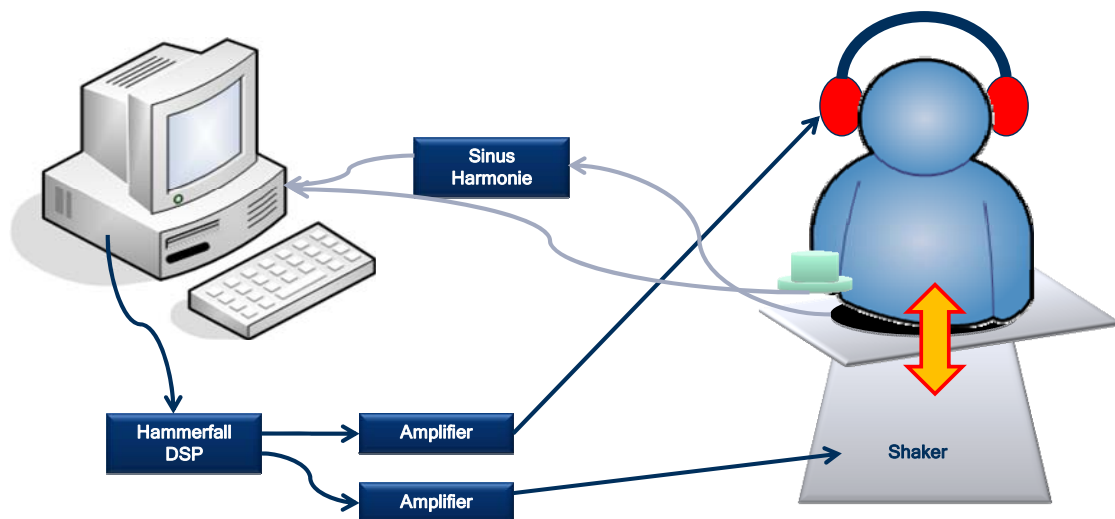 Sinus
Harmonie
Hammerfall
DSP
Amplifier
Amplifier
Shaker